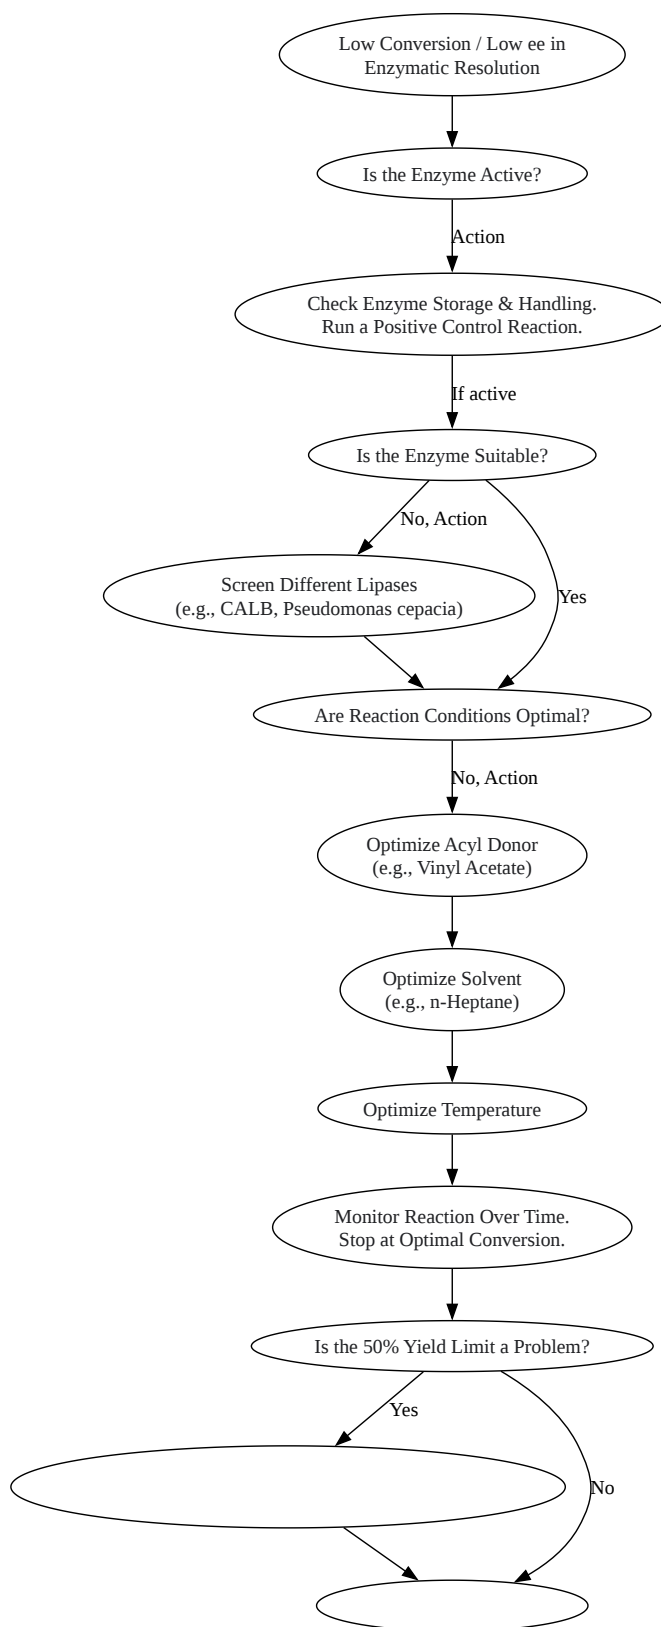 Low Conversion / Low ee in
Enzymatic Resolution
Is the Enzyme Active?
Action
Check Enzyme Storage & Handling.
Run a Positive Control Reaction.
If active
Is the Enzyme Suitable?
No, Action
Screen Different Lipases
(e.g., CALB, Pseudomonas cepacia)
Yes
Are Reaction Conditions Optimal?
No, Action
Optimize Acyl Donor
(e.g., Vinyl Acetate)
Optimize Solvent
(e.g., n-Heptane)
Optimize Temperature
Monitor Reaction Over Time.
Stop at Optimal Conversion.
Is the 50% Yield Limit a Problem?
Yes
No